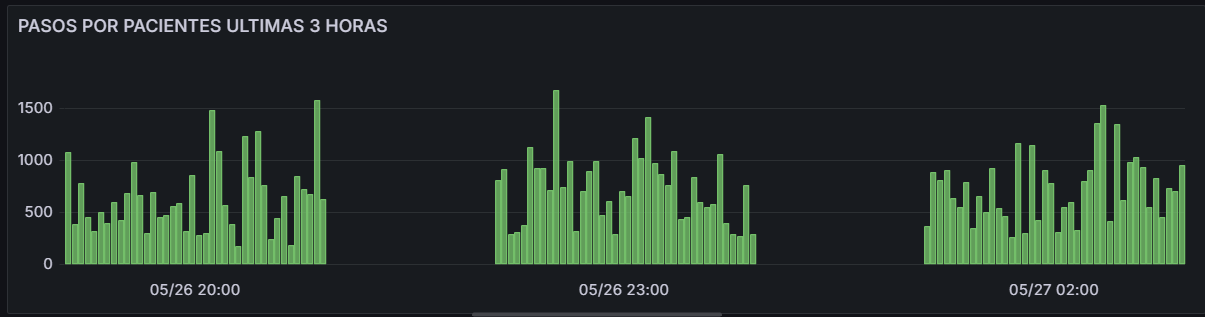 PASOS POR PACIENTES ULTIMAS 3 HORAS
1500
1000
500
0
05/26 20:00 05/26 23:00 05/27 02:00